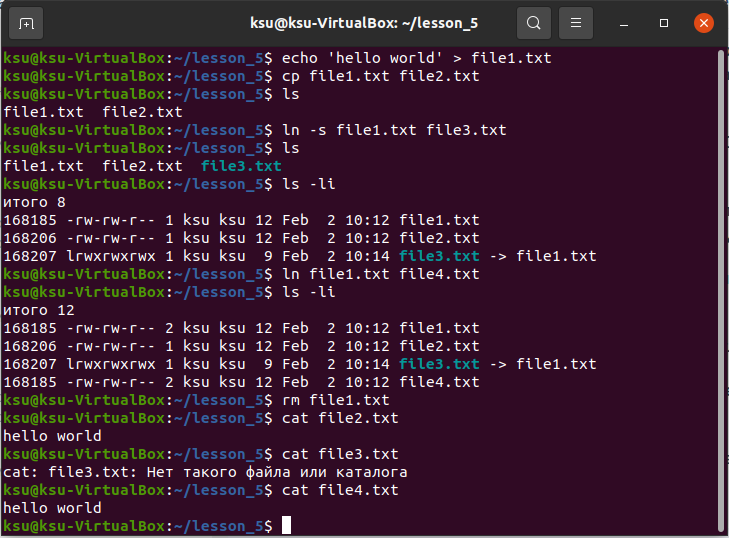 ksu@ksu-VirtualBox: ~/lesson_5
ksu@ksu-VirtualBox:~/lesson_5$ echo 'hello world' > file1.txt
ksu@ksu-VirtualBox:~/lesson_5$ cp file1.txt file2.txt
ksu@ksu-VirtualBox:~/lesson_5$ ls
file1.txt  file2.txt
ksu@ksu-VirtualBox:~/lesson_5$ ln -s file1.txt file3.txt
ksu@ksu-VirtualBox:~/lesson_5$ ls
file1.txt  file2.txt  file3.txt
ksu@ksu-VirtualBox:~/lesson_5$ ls -li
итого 8
168185 -rw-rw-r-- 1 ksu ksu 12 Feb  2 10:12 file1.txt
168206 -rw-rw-r-- 1 ksu ksu 12 Feb  2 10:12 file2.txt
168207 lrwxrwxrwx 1 ksu ksu  9 Feb  2 10:14 file3.txt -> file1.txt
ksu@ksu-VirtualBox:~/lesson_5$ ln file1.txt file4.txt
ksu@ksu-VirtualBox:~/lesson_5$ ls -li
итого 12
168185 -rw-rw-r-- 2 ksu ksu 12 Feb  2 10:12 file1.txt
168206 -rw-rw-r-- 1 ksu ksu 12 Feb  2 10:12 file2.txt
168207 lrwxrwxrwx 1 ksu ksu  9 Feb  2 10:14 file3.txt -> file1.txt
168185 -rw-rw-r-- 2 ksu ksu 12 Feb  2 10:12 file4.txt
ksu@ksu-VirtualBox:~/lesson_5$ rm file1.txt
ksu@ksu-VirtualBox:~/lesson_5$ cat file2.txt
hello world
ksu@ksu-VirtualBox:~/lesson_5$ cat file3.txt
cat: file3.txt: Нет такого файла или каталога
ksu@ksu-VirtualBox:~/lesson_5$ cat file4.txt
hello world
ksu@ksu-VirtualBox:~/lesson_5$